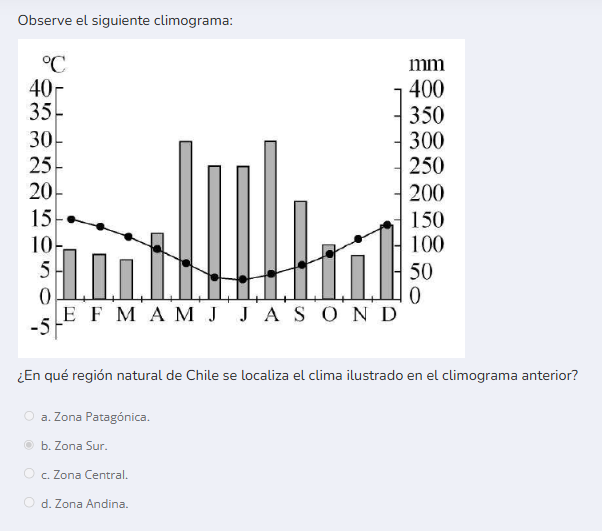 Observe el siguiente climograma:
°C mm
40 400
35 350
30 300
25 250
20 200
15 150
10 100
5 50
0 0
E F M A M J J A S O N D
-5
¿En qué región natural de Chile se localiza el clima ilustrado en el climograma anterior?
a. Zona Patagónica.
b. Zona Sur.
c. Zona Central.
d. Zona Andina.